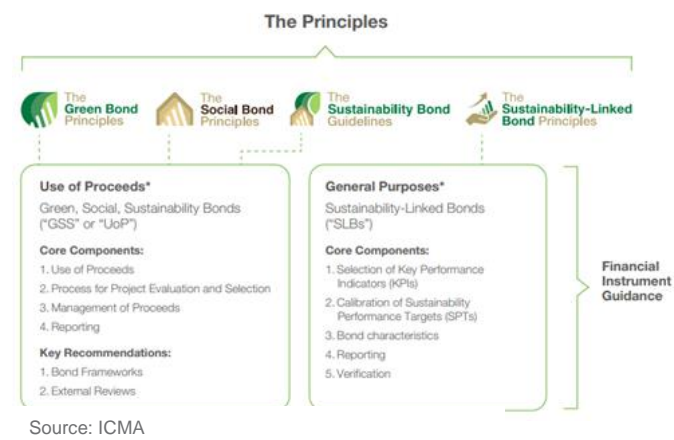 The Principles
The
Green Bond
Principles
The
Social Bond
Principles
The
Sustainability Bond
Guidelines
The
Sustainability-Linked
Bond Principles
Use of Proceeds*
Green, Social, Sustainability Bonds
("GSS" or "UoP")
Core Components:
1. Use of Proceeds
2. Process for Project Evaluation and Selection
3. Management of Proceeds
4. Reporting
Key Recommendations:
1. Bond Frameworks
2. External Reviews
General Purposes*
Sustainability-Linked Bonds
("SLBs")
Core Components:
1. Selection of Key Performance
Indicators (KPIs)
2. Calibration of Sustainability
Performance Targets (SPTs)
3. Bond characteristics
4. Reporting
5. Verification
Financial
Instrument
Guidance
Source: ICMA